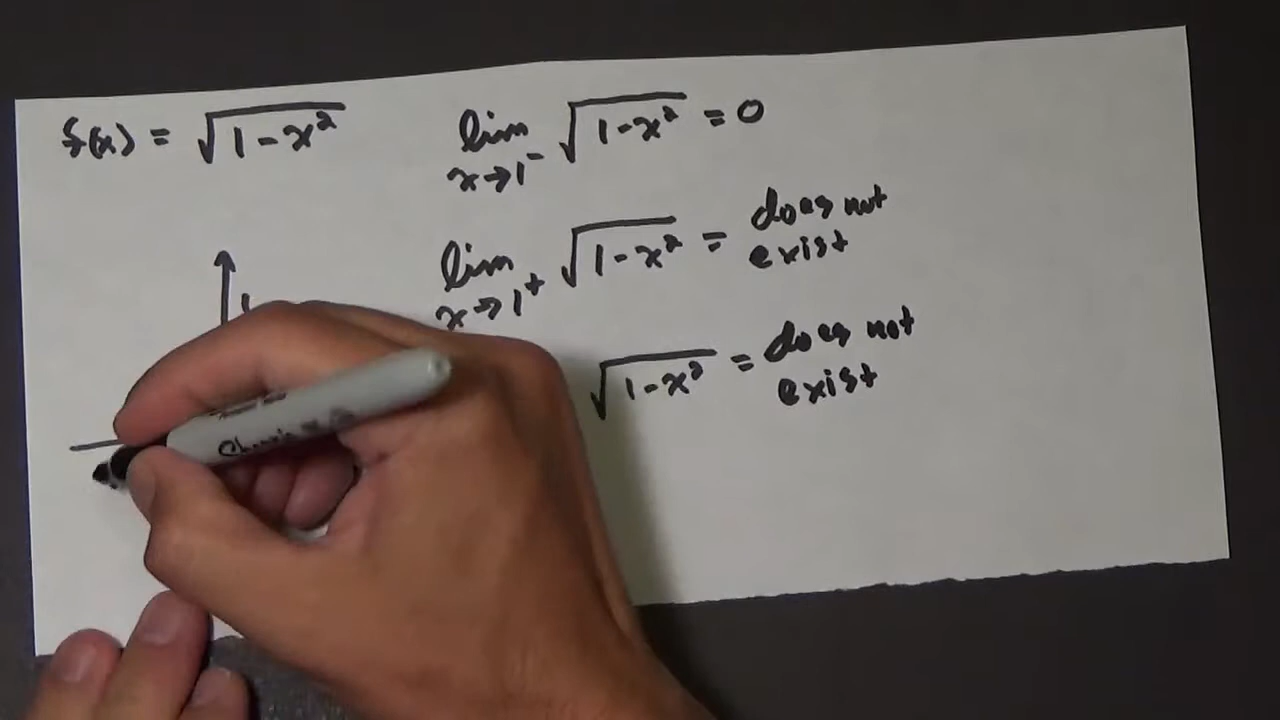 f(x) = √1-x²
lim x→1⁻ √1-x² = 0
lim x→1⁺ √1-x² = does not exist
√1-x² = does not exist
1